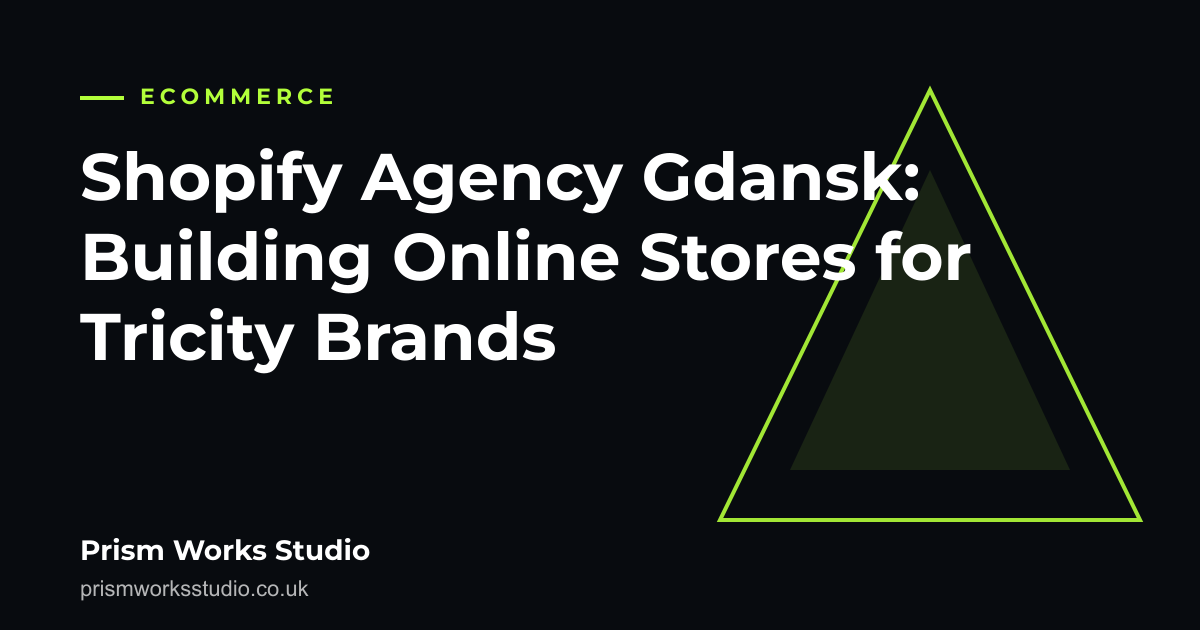 ECOMMERCE
Shopify Agency Gdansk:
Building Online Stores for
Tricity Brands
Prism Works Studio
prismworksstudio.co.uk